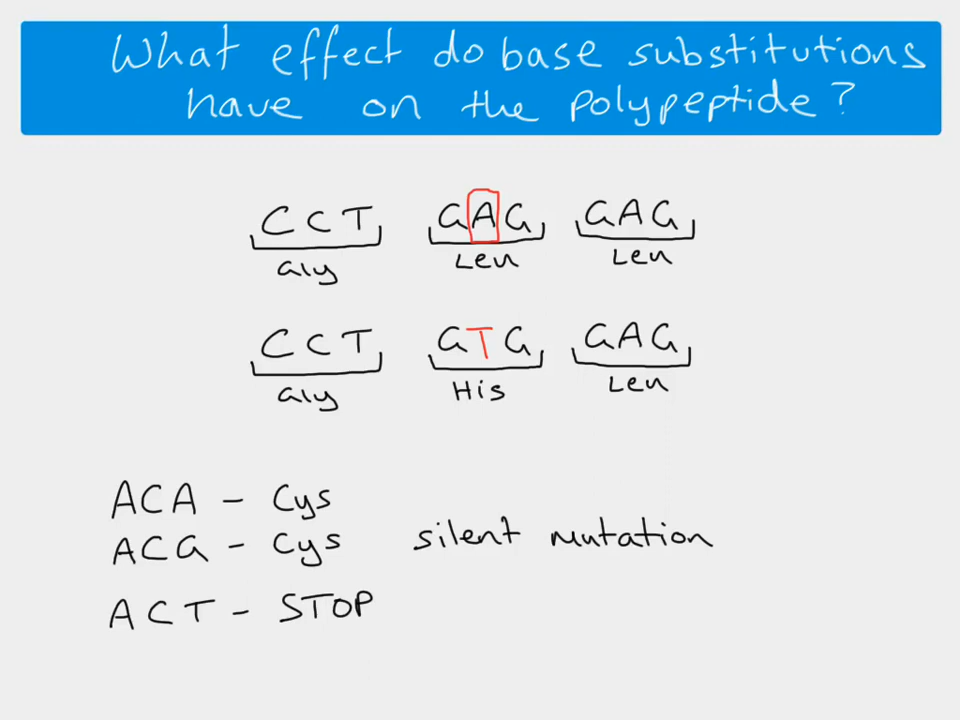 What effect do base substitutions
have on the polypeptide?
CCT GAG GAG
Gly Leu Leu
CCT GTG GAG
Gly His Leu
ACA - Cys
ACG - Cys silent mutation
ACT - STOP